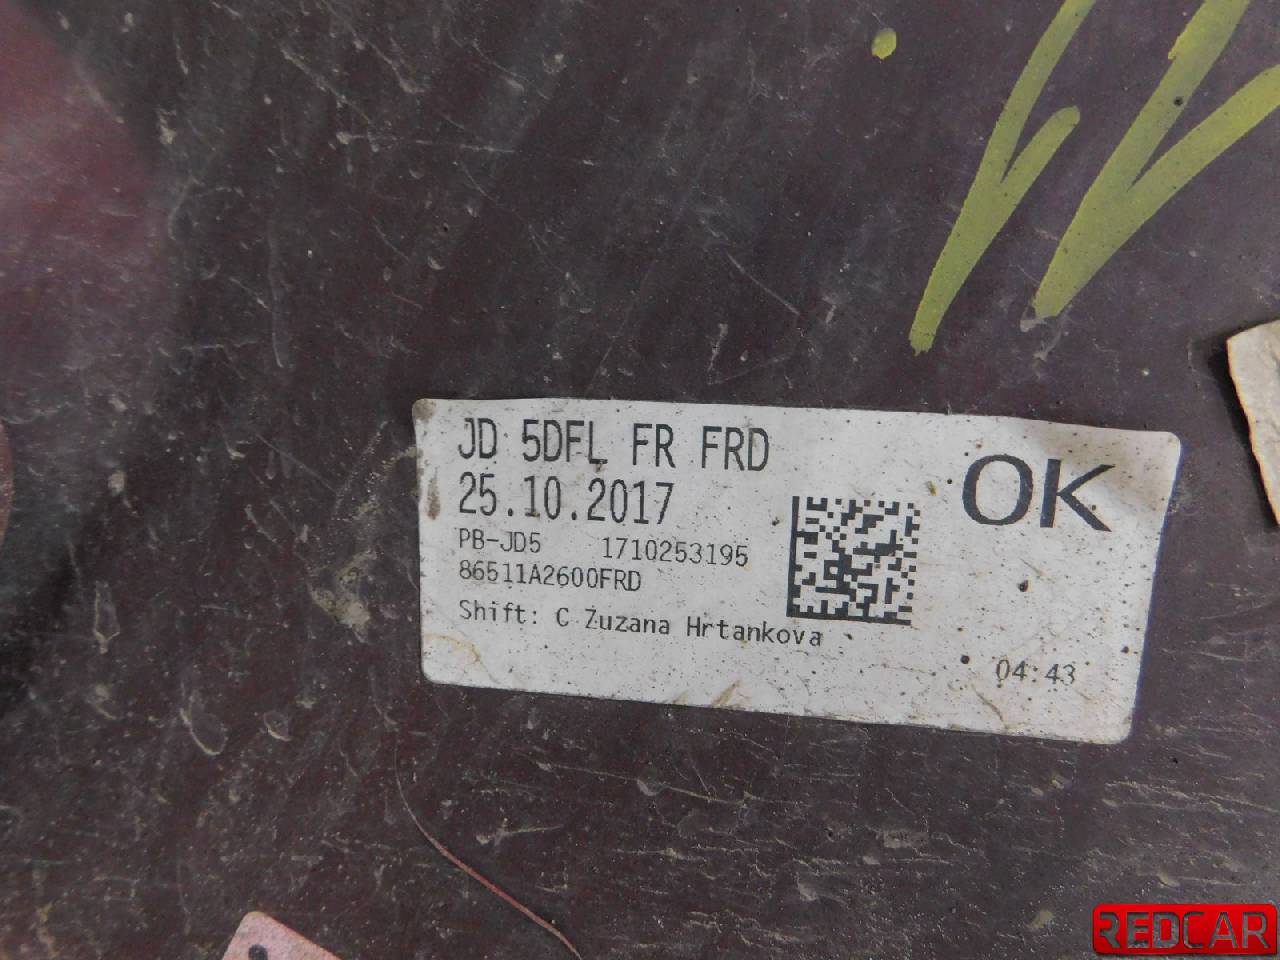 JD 5DFL FR FRD
OK
25.10.2017
PB-JD5 1710253195
86511A2600FRD
Shift: C Zuzana Hrtankova
04:43
REDCAR